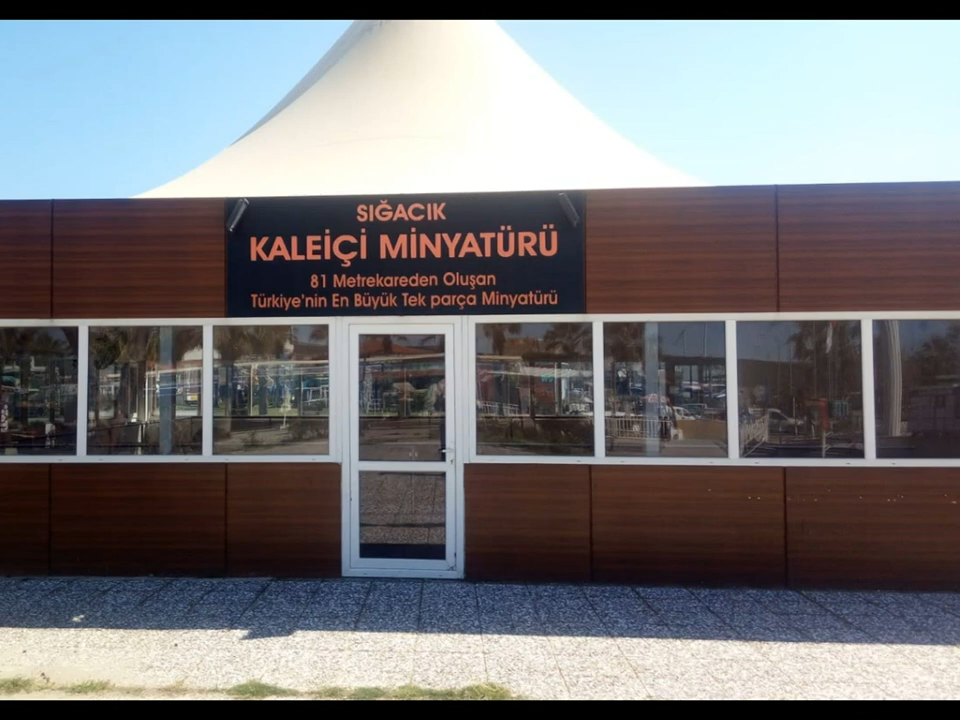 SIĞACIK
KALEİÇİ MİNYATÜRÜ
81 Metrekareden Oluşan
Türkiye'nin En Büyük Tek parça Minyatürü